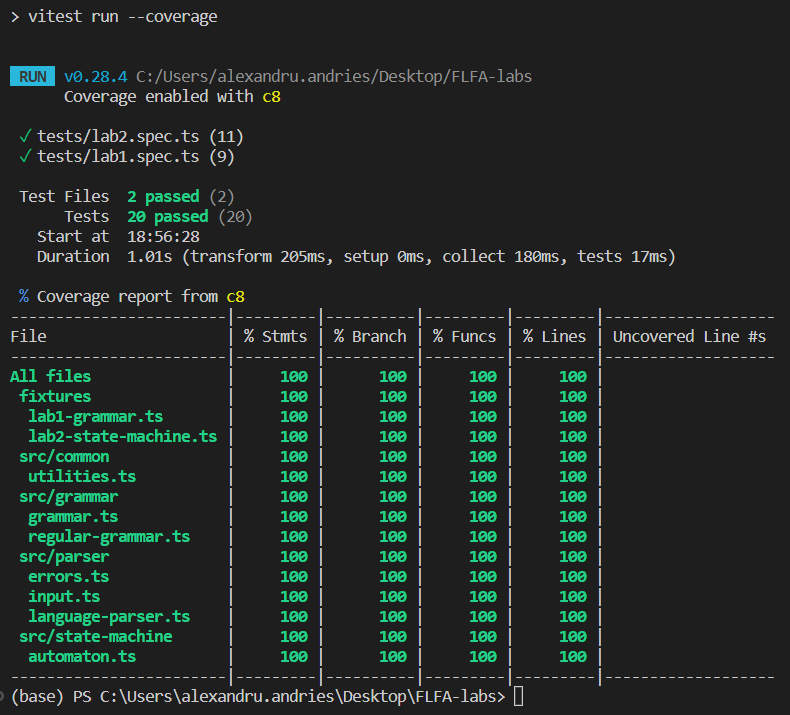 > vitest run --coverage
RUN v0.28.4 C:/Users/alexandru.andries/Desktop/FLFA-labs
Coverage enabled with c8
✓ tests/lab2.spec.ts (11)
✓ tests/lab1.spec.ts (9)
Test Files 2 passed (2)
Tests 20 passed (20)
Start at 18:56:28
Duration 1.01s (transform 205ms, setup 0ms, collect 180ms, tests 17ms)
% Coverage report from c8
------------------------|---------|----------|---------|---------|-------------------
File | % Stmts | % Branch | % Funcs | % Lines | Uncovered Line #s
------------------------|---------|----------|---------|---------|-------------------
All files | 100 | 100 | 100 | 100 |
fixtures | 100 | 100 | 100 | 100 |
lab1-grammar.ts | 100 | 100 | 100 | 100 |
lab2-state-machine.ts | 100 | 100 | 100 | 100 |
src/common | 100 | 100 | 100 | 100 |
utilities.ts | 100 | 100 | 100 | 100 |
src/grammar | 100 | 100 | 100 | 100 |
grammar.ts | 100 | 100 | 100 | 100 |
regular-grammar.ts | 100 | 100 | 100 | 100 |
src/parser | 100 | 100 | 100 | 100 |
errors.ts | 100 | 100 | 100 | 100 |
input.ts | 100 | 100 | 100 | 100 |
language-parser.ts | 100 | 100 | 100 | 100 |
src/state-machine | 100 | 100 | 100 | 100 |
automaton.ts | 100 | 100 | 100 | 100 |
------------------------|---------|----------|---------|---------|-------------------
(base) PS C:\Users\alexandru.andries\Desktop\FLFA-labs>